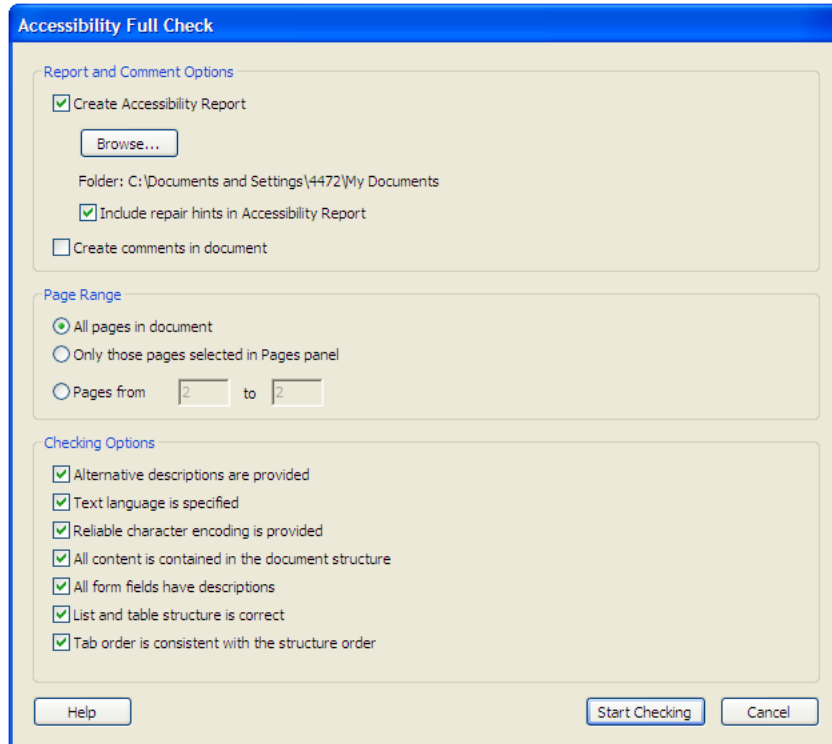 Accessibility Full Check
Report and Comment Options
Create Accessibility Report
Browse...
Folder: C:\Documents and Settings\4472\My Documents
Include repair hints in Accessibility Report
Create comments in document
Page Range
All pages in document
Only those pages selected in Pages panel
Pages from 2 to 2
Checking Options
Alternative descriptions are provided
Text language is specified
Reliable character encoding is provided
All content is contained in the document structure
All form fields have descriptions
List and table structure is correct
Tab order is consistent with the structure order
Help Start Checking Cancel